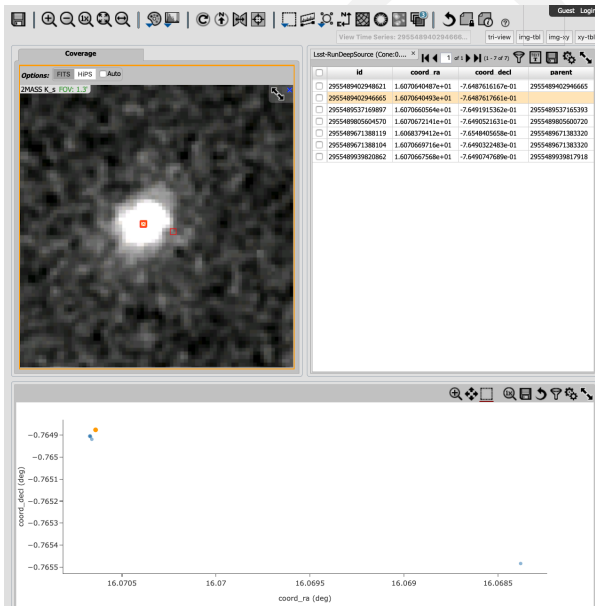 Guest Login
View Time Series: 295548940294666...
tri-view
img-tbl
img-xy
xy-tbl
Coverage
Options: FITS HiPS Auto
2MASS K_s FOV: 1.3'
Lsst-RunDeepSource (Cone:0....
1 of 1 (1 - 7 of 7)
id coord_ra coord_decl parent
2955489402948621 1.6070640487e+01 -7.6487616167e-01 2955489402946665
2955489402946665 1.6070640493e+01 -7.6487617661e-01
2955489537169897 1.6070660564e+01 -7.6491915362e-01 2955489537165393
2955489805604570 1.6070672141e+01 -7.6490521631e-01 2955489805600720
2955489671388119 1.6068379412e+01 -7.6548405658e-01 2955489671383320
2955489671388104 1.6070669716e+01 -7.6490322483e-01 2955489671383320
2955489939820862 1.6070667568e+01 -7.6490747689e-01 2955489939817918
−0.7649
−0.765
−0.7651
−0.7652
−0.7653
−0.7654
−0.7655
coord_decl (deg)
16.0705
16.07
16.0695
16.069
16.0685
coord_ra (deg)